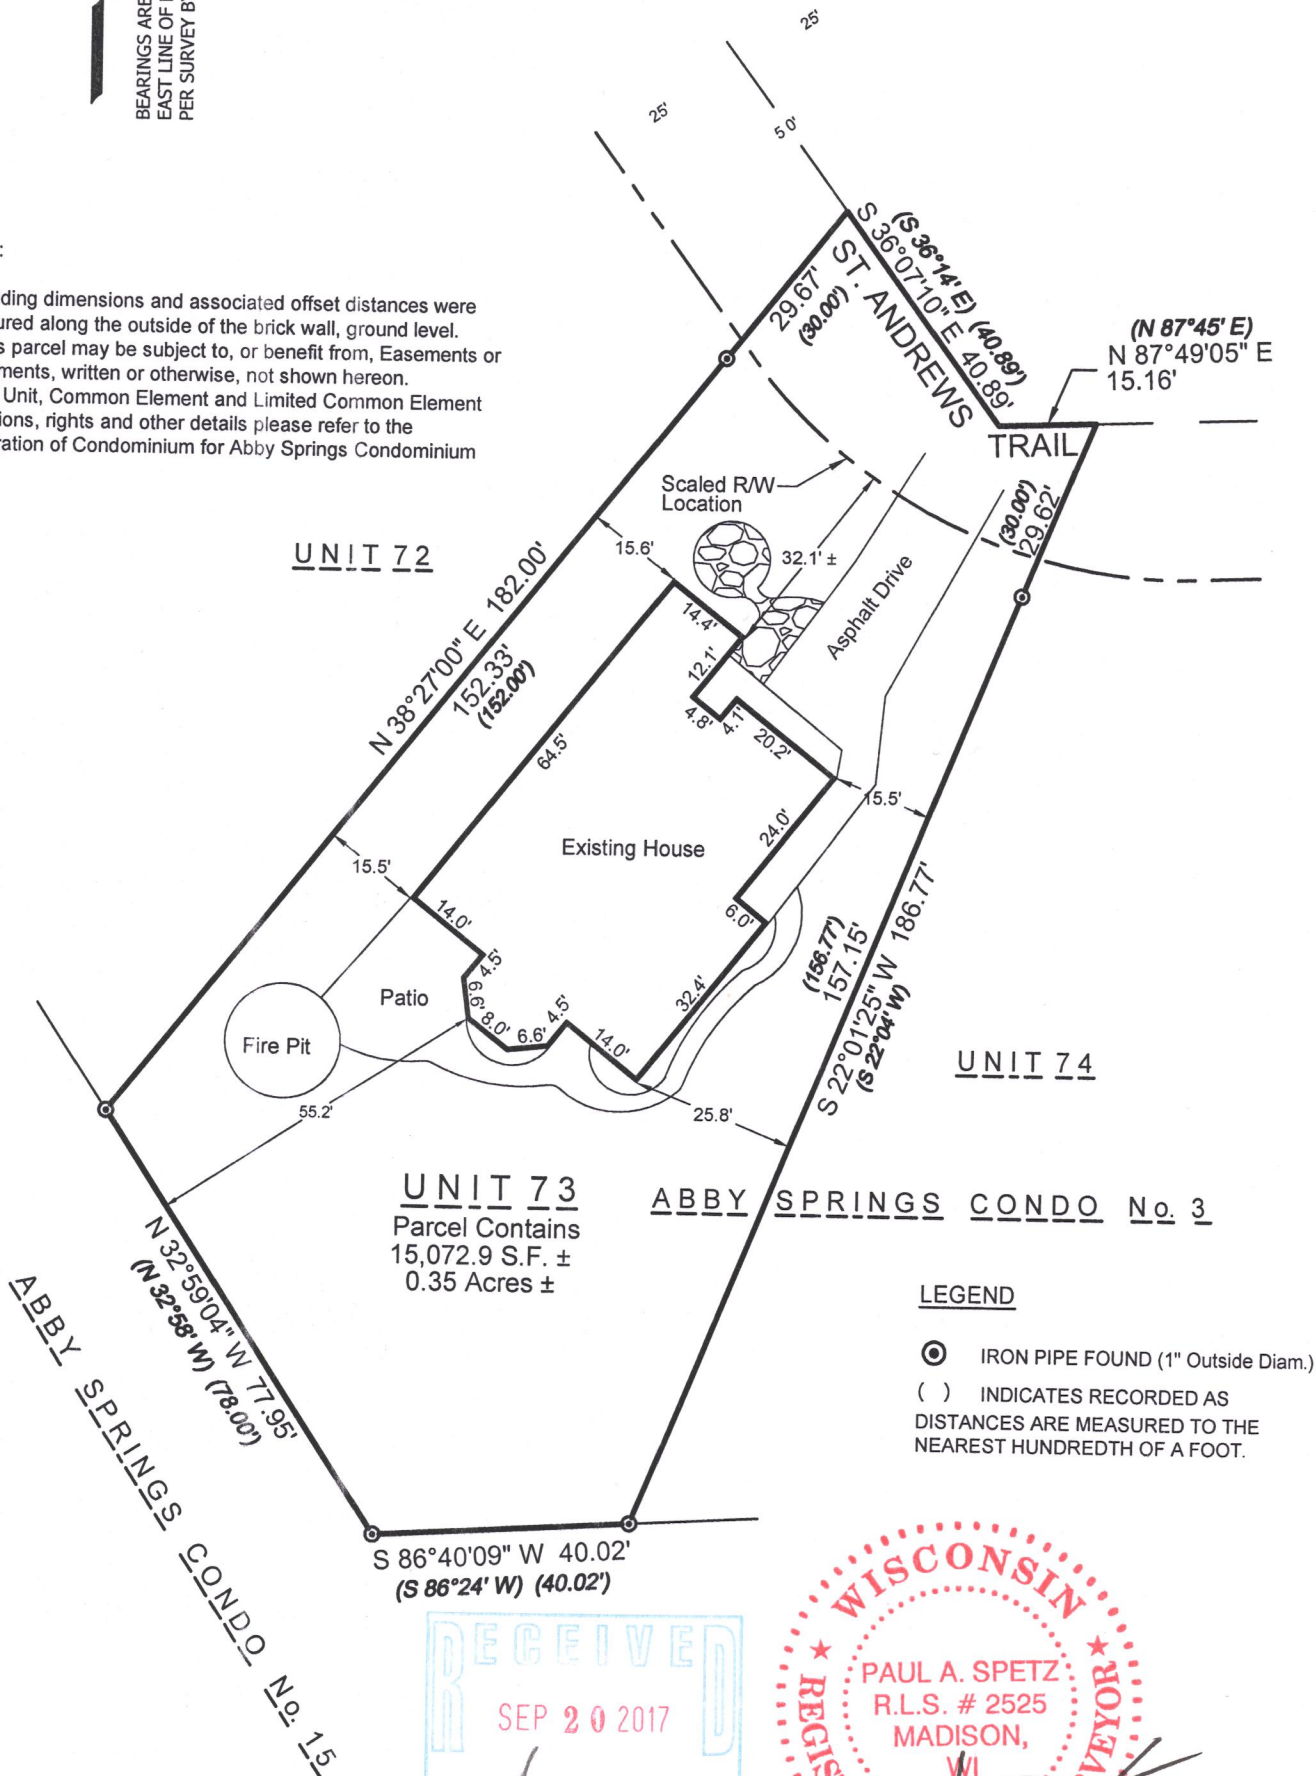 BEARINGS ARE
EAST LINE OF
PER SURVEY B
25'
25'
50'
:
ding dimensions and associated offset distances were
ured along the outside of the brick wall, ground level.
s parcel may be subject to, or benefit from, Easements or
ments, written or otherwise, not shown hereon.
Unit, Common Element and Limited Common Element
ions, rights and other details please refer to the
ration of Condominium for Abby Springs Condominium
(S 36°14' E) (40.89')
S 36°07'10" E 40.89'
ST. ANDREWS
TRAIL
29.67'
(30.00')
(N 87°45' E)
N 87°49'05" E
15.16'
(30.00')
29.62'
Scaled R/W
Location
UNIT 72
15.6'
32.1' ±
Asphalt Drive
N 38°27'00" E 182.00'
152.33'
(152.00')
14.4'
12.1'
4.8'
4.1'
20.2'
64.5'
15.5'
Existing House
24.0'
15.5'
6.0'
14.0'
4.5'
6.6'
8.0'
6.6'
4.5'
14.0'
32.4'
Patio
Fire Pit
(156.77')
157.15'
S 22°01'25" W 186.77'
(S 22°04' W)
UNIT 74
55.2'
25.8'
UNIT 73
Parcel Contains
15,072.9 S.F. ±
0.35 Acres ±
ABBY SPRINGS CONDO No. 3
N 32°59'04" W 77.95'
(N 32°58' W) (78.00')
ABBY SPRINGS CONDO No. 15
LEGEND
IRON PIPE FOUND (1" Outside Diam.)
( ) INDICATES RECORDED AS
DISTANCES ARE MEASURED TO THE
NEAREST HUNDREDTH OF A FOOT.
S 86°40'09" W 40.02'
(S 86°24' W) (40.02')
RECEIVED
SEP 20 2017
WISCONSIN
PAUL A. SPETZ
R.L.S. # 2525
MADISON,
WI
REGIS
VEYOR